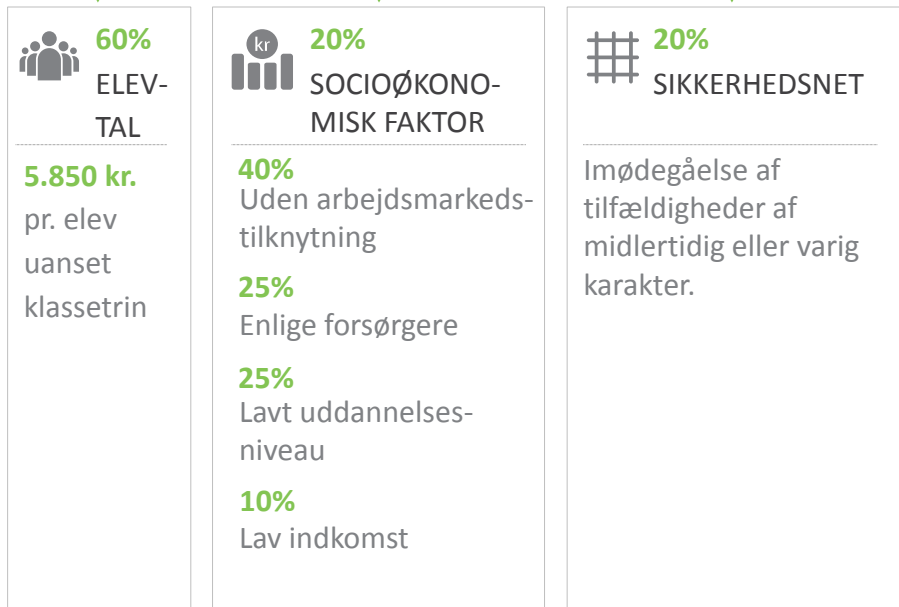 60%
ELEV-
TAL
5.850 kr.
pr. elev
uanset
klassetrin
kr
20%
SOCIOØKONO-
MISK FAKTOR
40%
Uden arbejdsmarkeds-
tilknytning
25%
Enlige forsørgere
25%
Lavt uddannelses-
niveau
10%
Lav indkomst
20%
SIKKERHEDSNET
Imødegåelse af
tilfældigheder af
midlertidig eller varig
karakter.